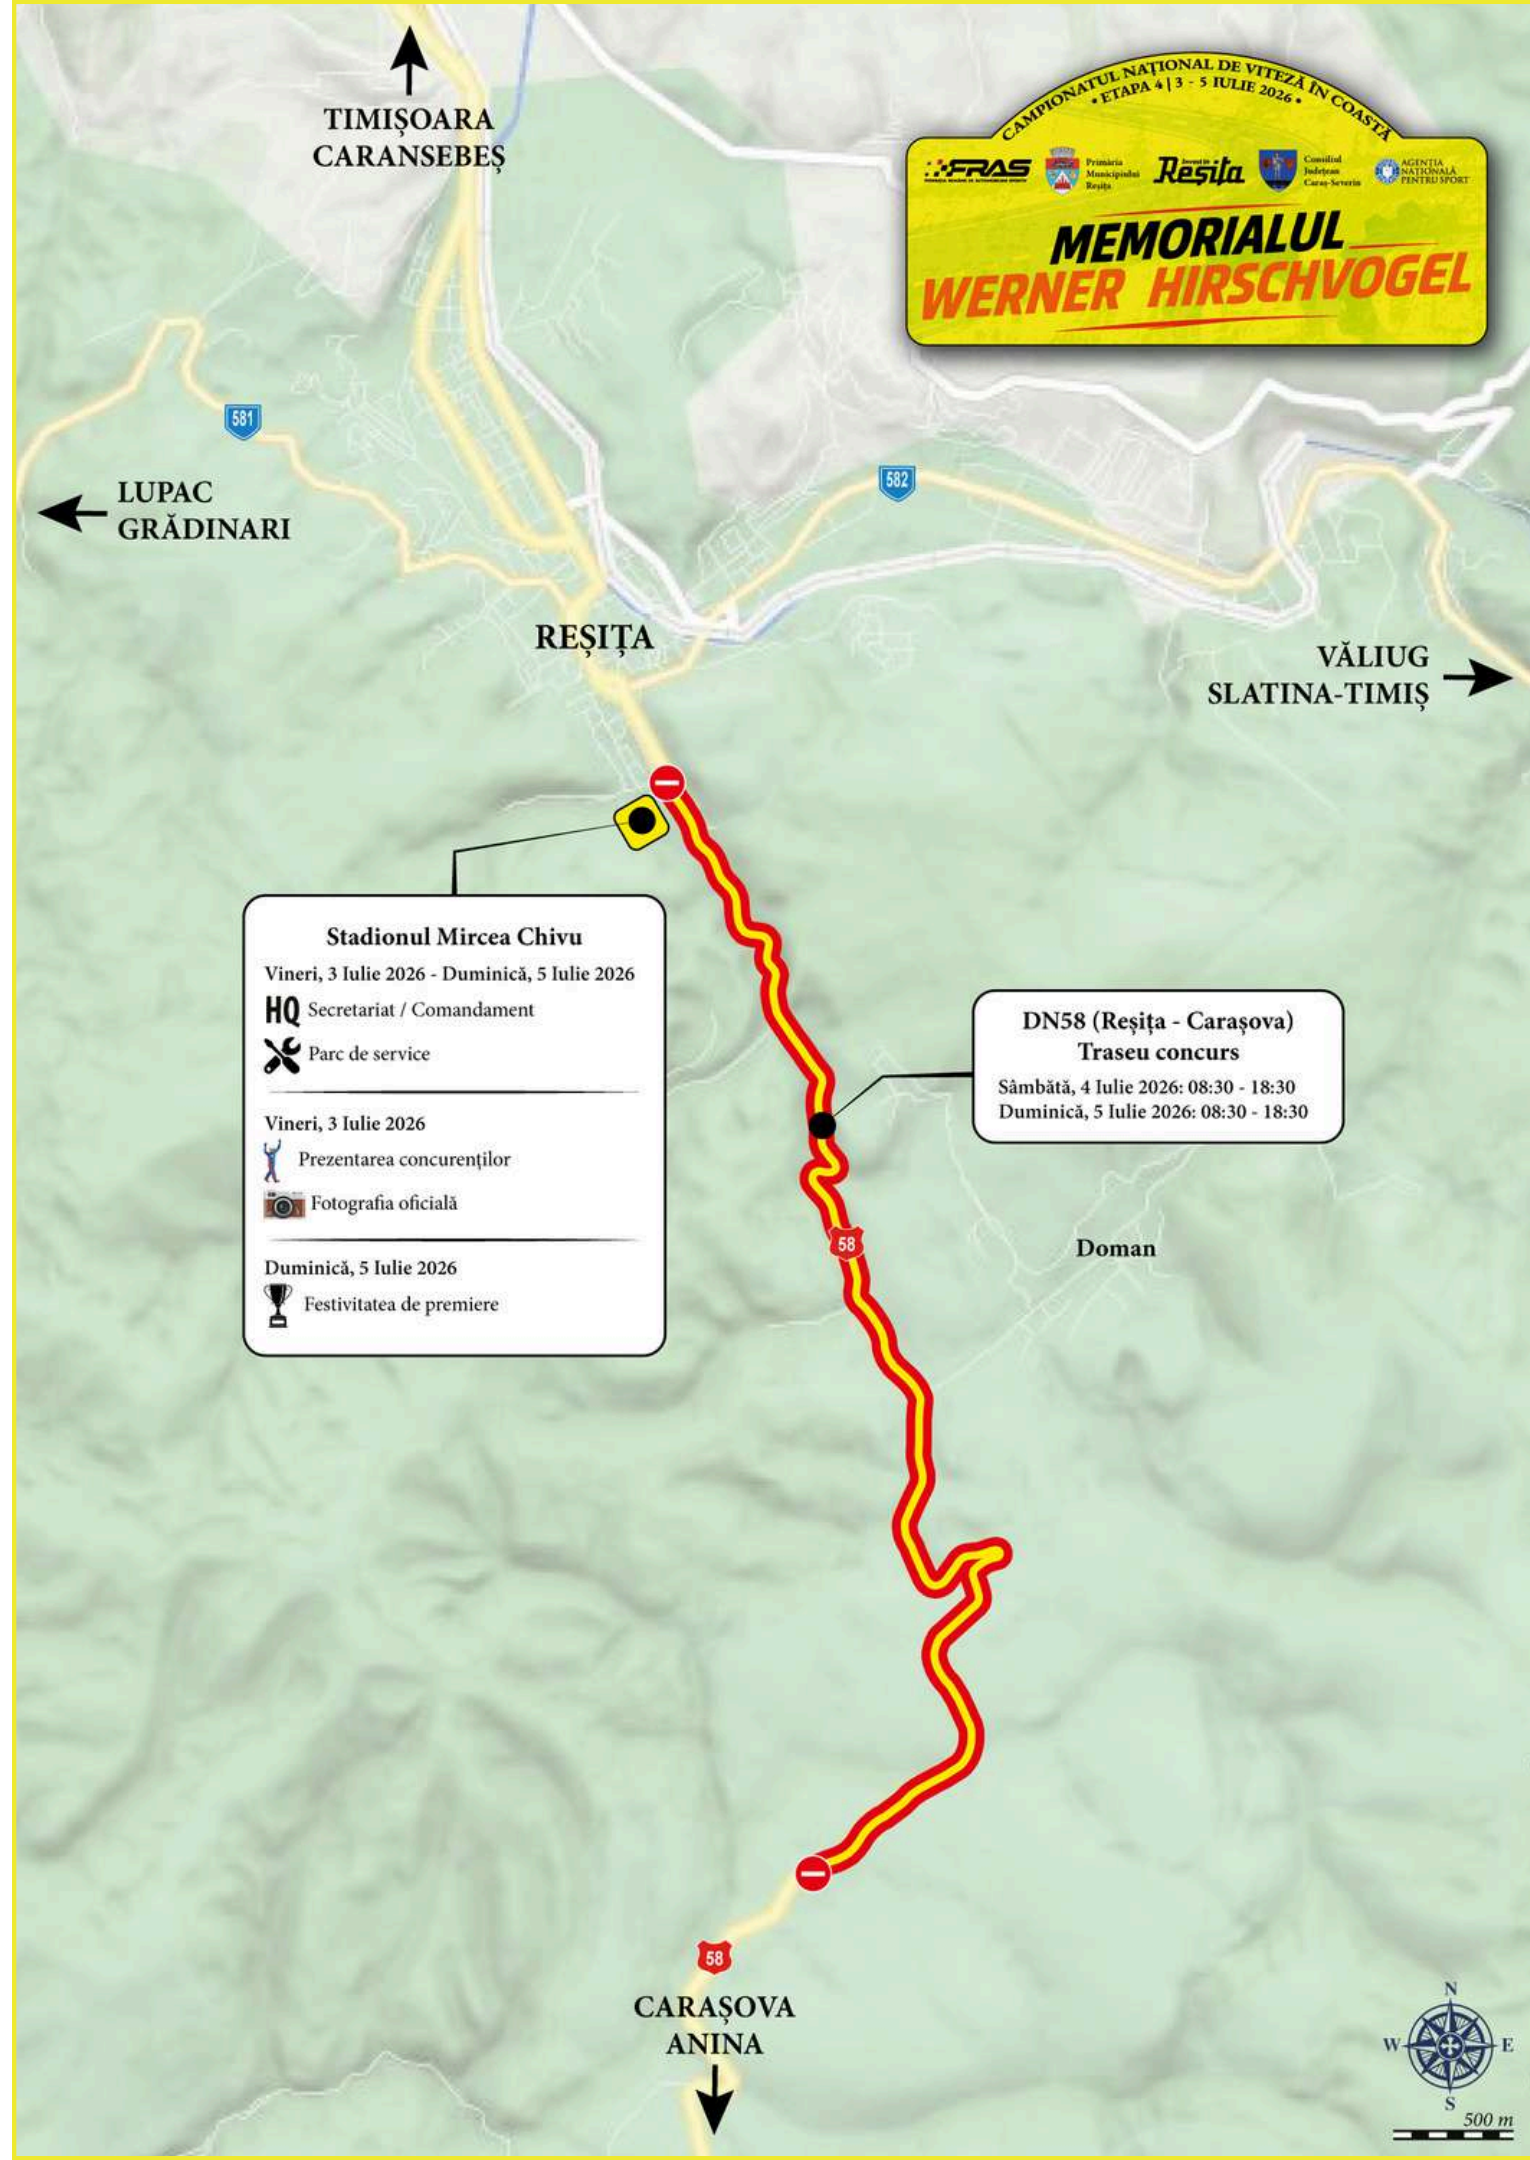 TIMIȘOARA
CARANSEBEȘ
CAMPIONATUL NAȚIONAL DE VITEZĂ ÎN COASTĂ
• ETAPA 4 | 3 - 5 IULIE 2026 •
FRAS
Primăria
Municipiului
Reșița
Reșița
Consiliul
Județean
Caraș-Severin
AGENȚIA
NAȚIONALĂ
PENTRU SPORT
MEMORIALUL
WERNER HIRSCHVOGEL
581
LUPAC
GRĂDINARI
582
REȘIȚA
VĂLIUG
SLATINA-TIMIȘ
Stadionul Mircea Chivu
Vineri, 3 Iulie 2026 - Duminică, 5 Iulie 2026
HQ Secretariat / Comandament
Parc de service
Vineri, 3 Iulie 2026
Prezentarea concurenților
Fotografia oficială
Duminică, 5 Iulie 2026
Festivitatea de premiere
DN58 (Reșița - Carașova)
Traseu concurs
Sâmbătă, 4 Iulie 2026: 08:30 - 18:30
Duminică, 5 Iulie 2026: 08:30 - 18:30
58
Doman
58
CARAȘOVA
ANINA
N
W E
S
500 m